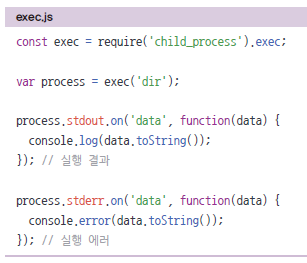 exec.js
const exec = require('child_process').exec;
var process = exec('dir');
process.stdout.on('data', function(data) {
  console.log(data.toString());
}); // 실행 결과
process.stderr.on('data', function(data) {
  console.error(data.toString());
}); // 실행 에러